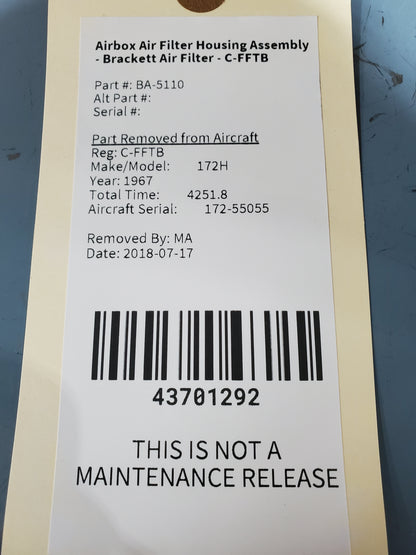 Airbox Air Filter Housing Assembly
- Brackett Air Filter - C-FFTB
Part #: BA-5110
Alt Part #:
Serial #:
Part Removed from Aircraft
Reg: C-FFTB
Make/Model: 172H
Year: 1967
Total Time: 4251.8
Aircraft Serial: 172-55055
Removed By: MA
Date: 2018-07-17
43701292
THIS IS NOT A
MAINTENANCE RELEASE